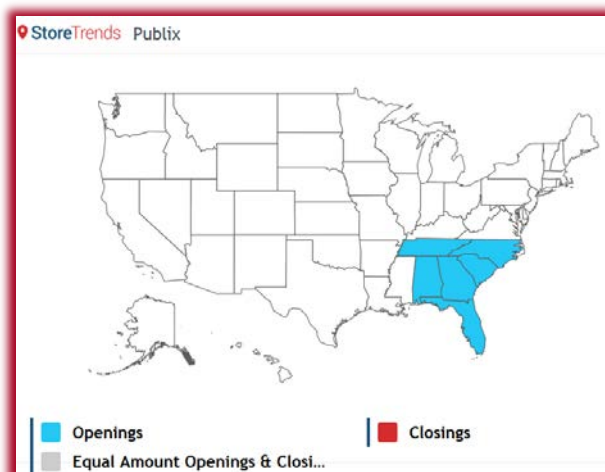 StoreTrends Publix
Openings
Closings
Equal Amount Openings & Closi...